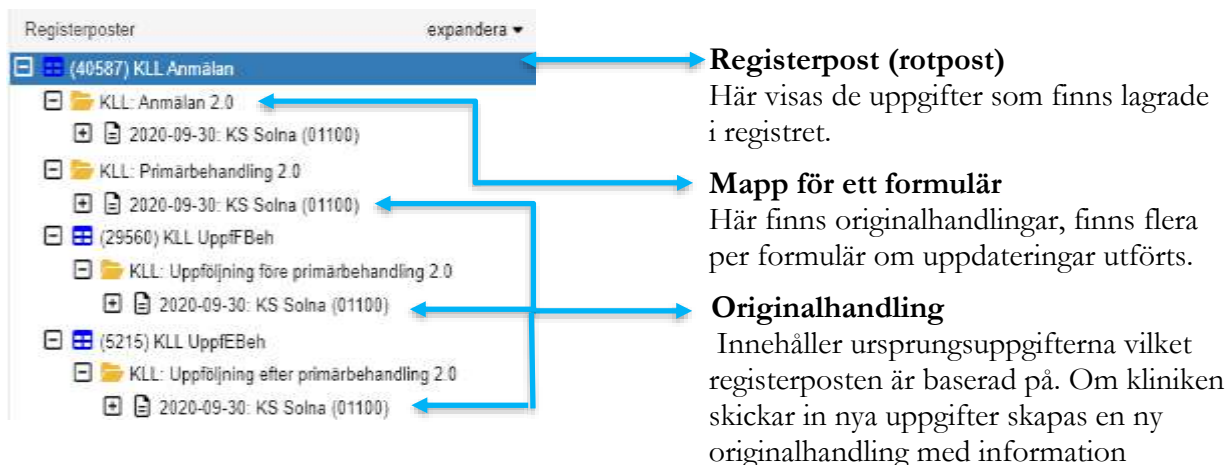 Registerposter expandera
(40587) KLL Anmälan
KLL: Anmälan 2.0
2020-09-30: KS Solna (01100)
KLL: Primärbehandling 2.0
2020-09-30: KS Solna (01100)
(29560) KLL UppfFBeh
KLL: Uppföljning före primärbehandling 2.0
2020-09-30: KS Solna (01100)
(5215) KLL UppfEBeh
KLL: Uppföljning efter primärbehandling 2.0
2020-09-30: KS Solna (01100)
Registerpost (rotpost)
Här visas de uppgifter som finns lagrade
i registret.
Mapp för ett formulär
Här finns originalhandlingar, finns flera
per formulär om uppdateringar utförts.
Originalhandling
Innehåller ursprungsuppgifterna vilket
registerposten är baserad på. Om kliniken
skickar in nya uppgifter skapas en ny
originalhandling med information